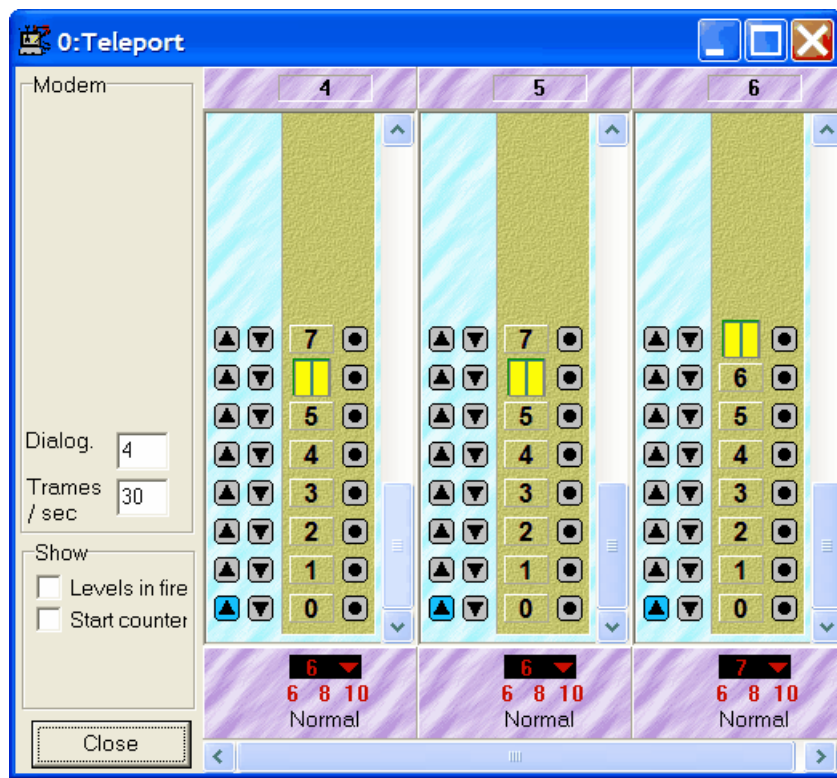 0:Teleport
Modem
Dialog. 4
Trames / sec 30
Show
Levels in fire
Start counter
Close
4 5 6
7 7
6
5 5 5
4 4 4
3 3 3
2 2 2
1 1 1
0 0 0
6 6 7
6 8 10 6 8 10 6 8 10
Normal Normal Normal